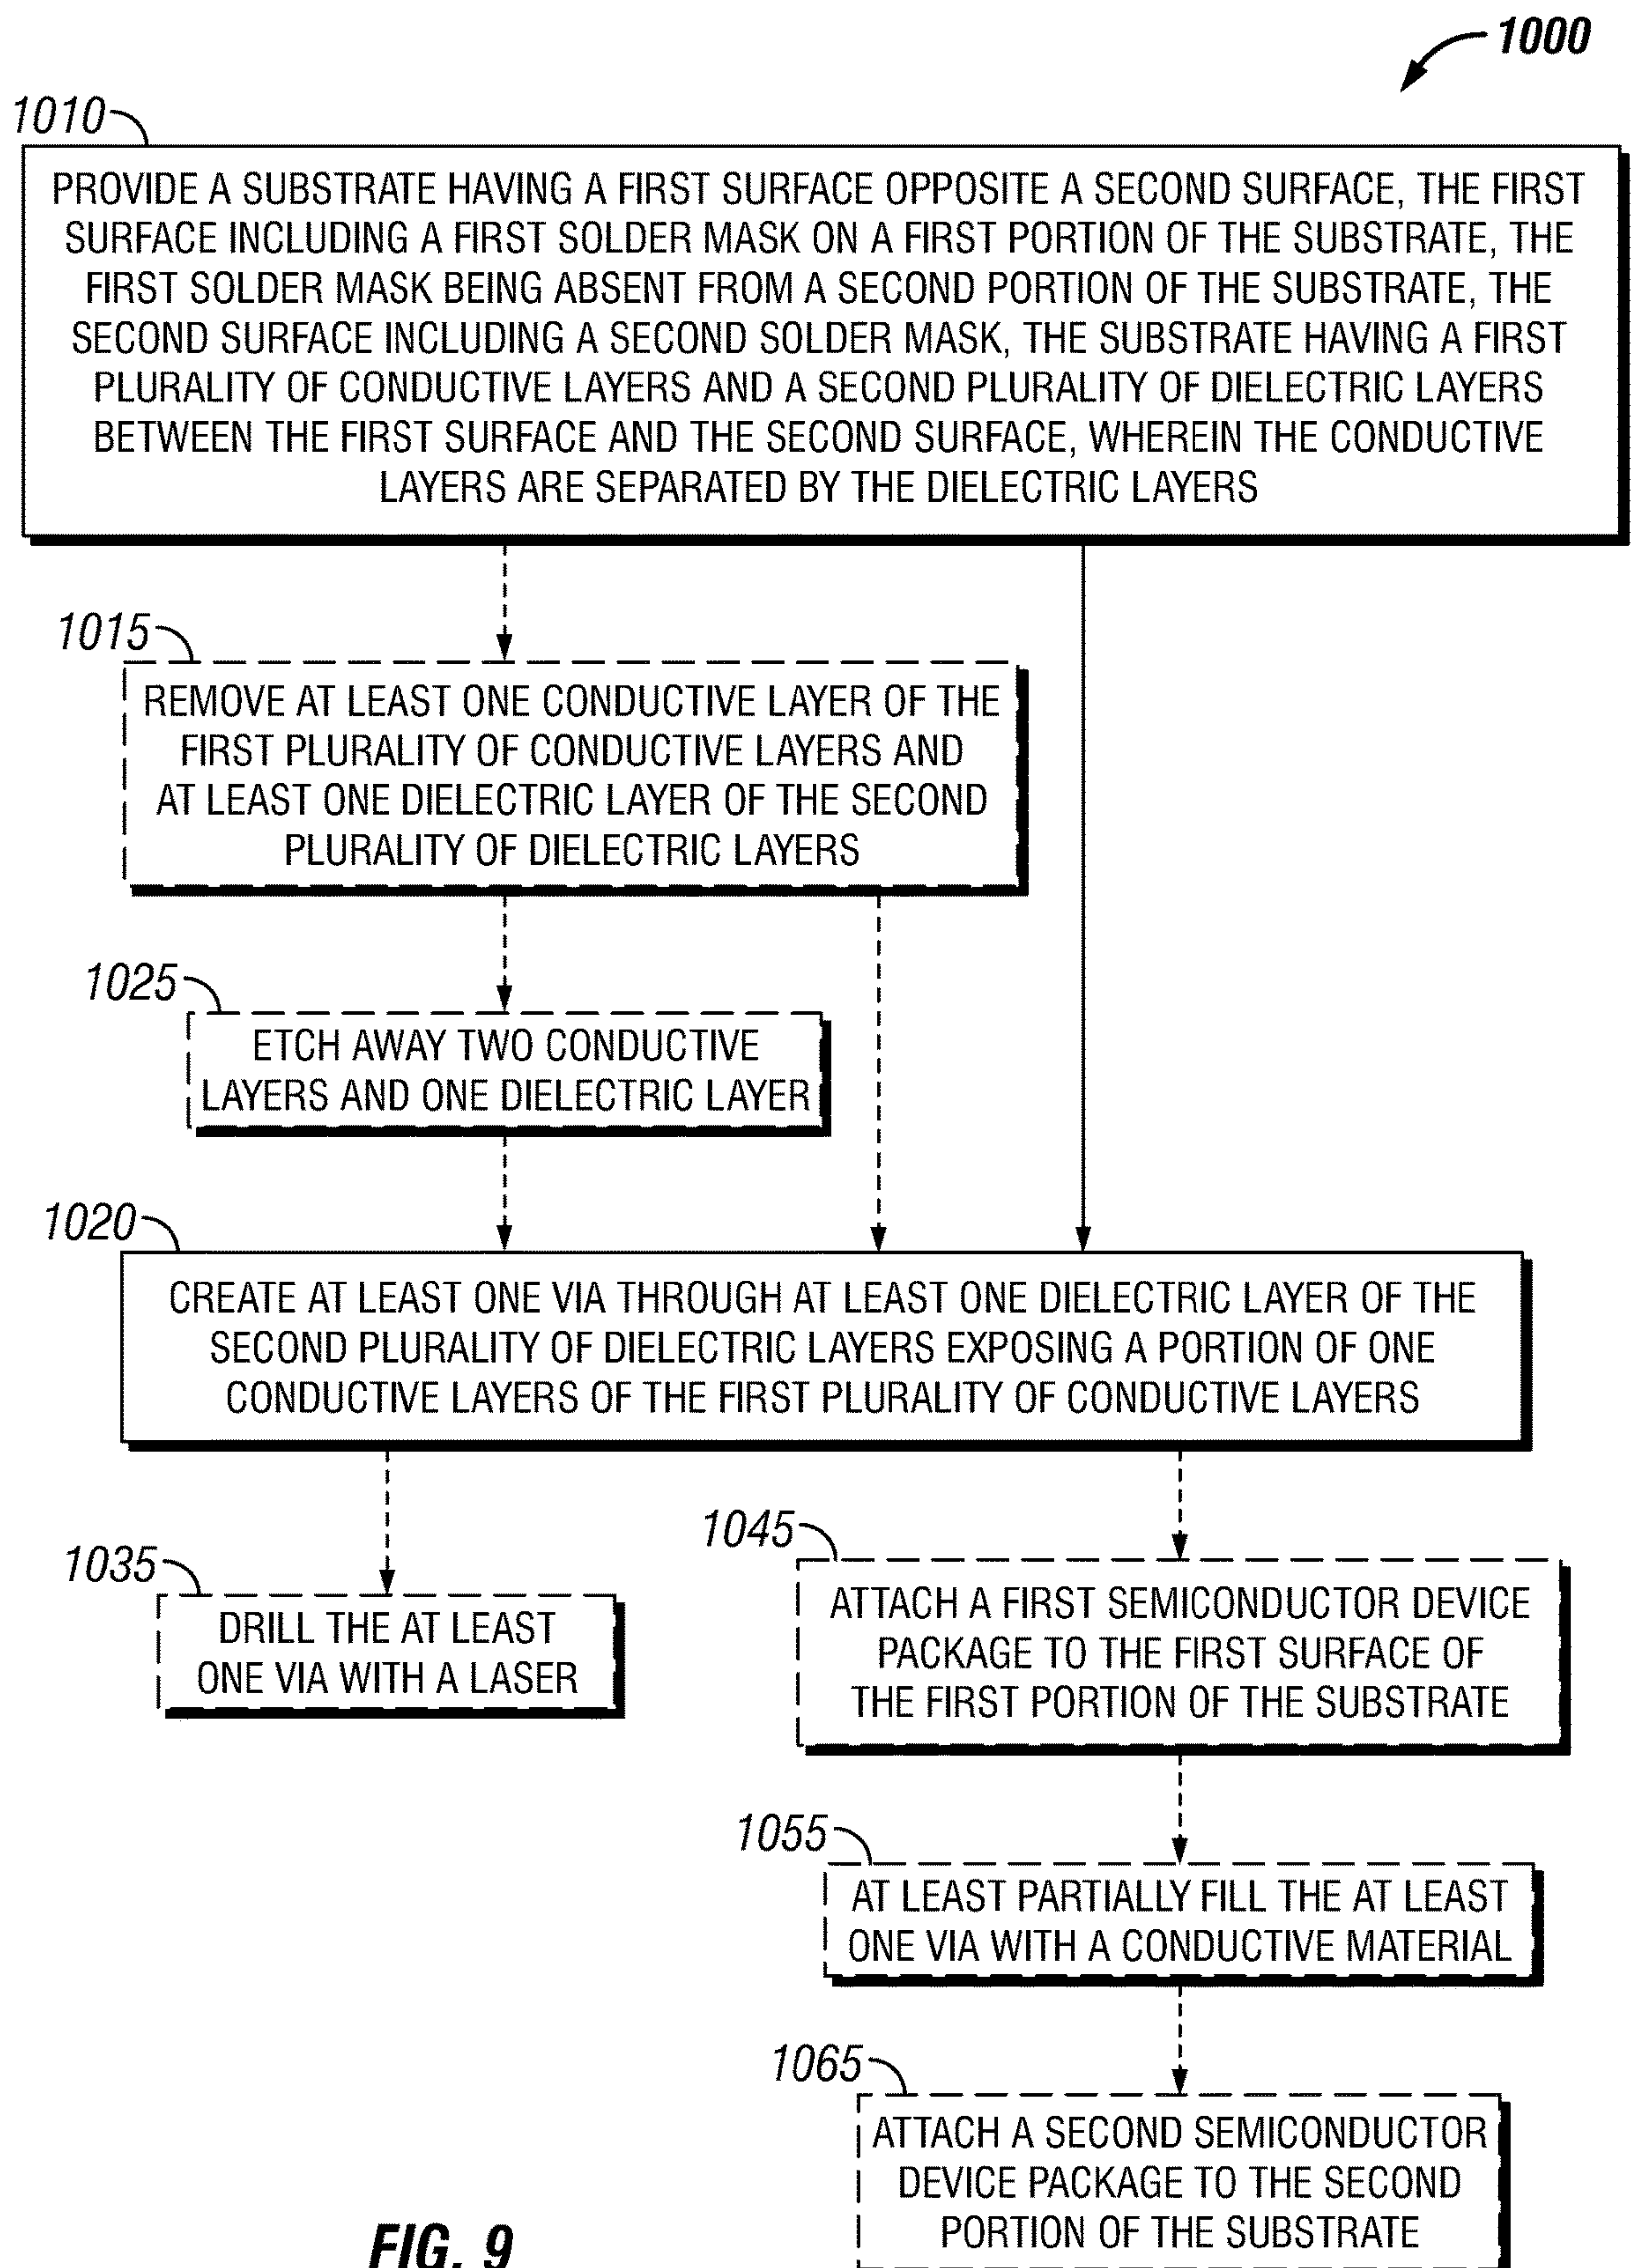 1000
1010
PROVIDE A SUBSTRATE HAVING A FIRST SURFACE OPPOSITE A SECOND SURFACE, THE FIRST
SURFACE INCLUDING A FIRST SOLDER MASK ON A FIRST PORTION OF THE SUBSTRATE, THE
FIRST SOLDER MASK BEING ABSENT FROM A SECOND PORTION OF THE SUBSTRATE, THE
SECOND SURFACE INCLUDING A SECOND SOLDER MASK, THE SUBSTRATE HAVING A FIRST
PLURALITY OF CONDUCTIVE LAYERS AND A SECOND PLURALITY OF DIELECTRIC LAYERS
BETWEEN THE FIRST SURFACE AND THE SECOND SURFACE, WHEREIN THE CONDUCTIVE
LAYERS ARE SEPARATED BY THE DIELECTRIC LAYERS
1015
REMOVE AT LEAST ONE CONDUCTIVE LAYER OF THE
FIRST PLURALITY OF CONDUCTIVE LAYERS AND
AT LEAST ONE DIELECTRIC LAYER OF THE SECOND
PLURALITY OF DIELECTRIC LAYERS
1025
ETCH AWAY TWO CONDUCTIVE
LAYERS AND ONE DIELECTRIC LAYER
1020
CREATE AT LEAST ONE VIA THROUGH AT LEAST ONE DIELECTRIC LAYER OF THE
SECOND PLURALITY OF DIELECTRIC LAYERS EXPOSING A PORTION OF ONE
CONDUCTIVE LAYERS OF THE FIRST PLURALITY OF CONDUCTIVE LAYERS
1035
DRILL THE AT LEAST
ONE VIA WITH A LASER
1045
ATTACH A FIRST SEMICONDUCTOR DEVICE
PACKAGE TO THE FIRST SURFACE OF
THE FIRST PORTION OF THE SUBSTRATE
1055
AT LEAST PARTIALLY FILL THE AT LEAST
ONE VIA WITH A CONDUCTIVE MATERIAL
1065
ATTACH A SECOND SEMICONDUCTOR
DEVICE PACKAGE TO THE SECOND
PORTION OF THE SUBSTRATE
FIG. 9